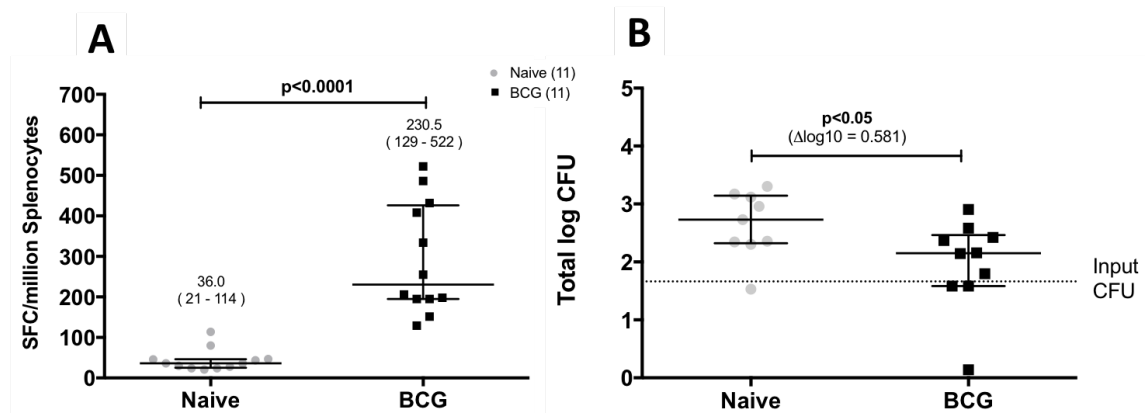 A
SFC/million Splenocytes
700
600
500
400
300
200
100
0
p<0.0001
Naive (11)
BCG (11)
36.0
( 21 - 114 )
230.5
( 129 - 522 )
Naive
BCG
B
Total log CFU
5
4
3
2
1
0
p<0.05
(Δlog10 = 0.581)
Input
CFU
Naive
BCG